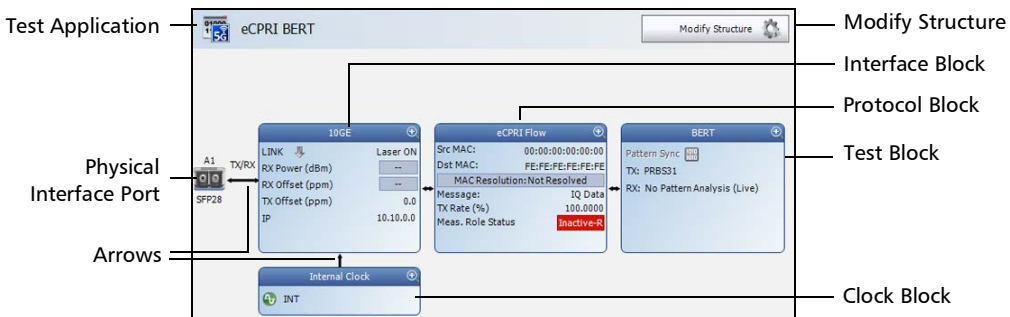 Test Application
eCPRI BERT
Modify Structure
Modify Structure
Interface Block
Protocol Block
Test Block
Physical
Interface Port
A1
TX/RX
SFP28
10GE
LINK
Laser ON
RX Power (dBm)
--
RX Offset (ppm)
--
TX Offset (ppm)
0.0
IP
10.10.0.0
eCPRI Flow
Src MAC:
00:00:00:00:00:00
Dst MAC:
FE:FE:FE:FE:FE:FE
MAC Resolution:Not Resolved
Message:
IQ Data
TX Rate (%)
100.0000
Meas. Role Status
Inactive-R
BERT
Pattern Sync
TX: PRBS31
RX: No Pattern Analysis (Live)
Arrows
Internal Clock
INT
Clock Block